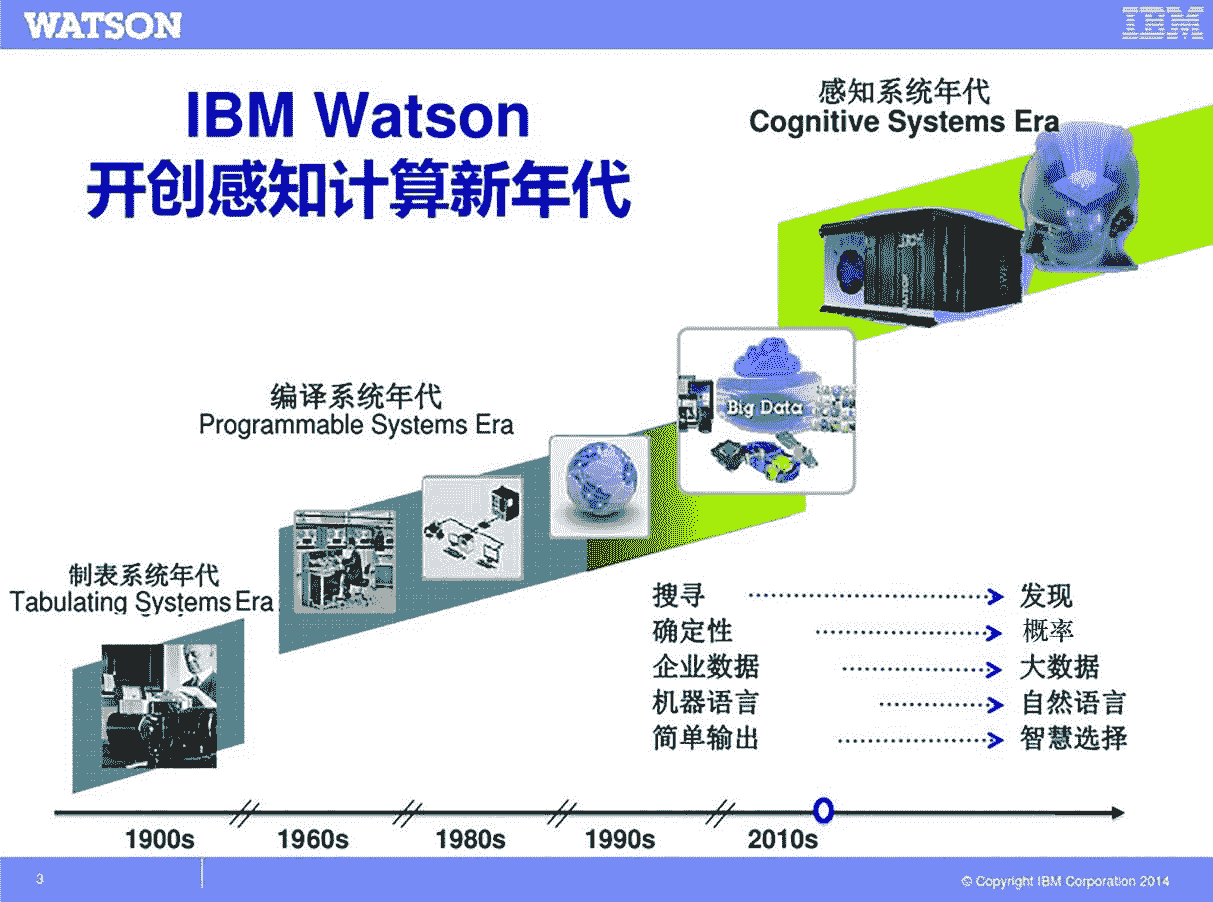 WATSON
IBM
IBM Watson
开创感知计算新年代
感知系统年代
Cognitive Systems Era
IBM
WATSON
Big Data
编译系统年代
Programmable Systems Era
制表系统年代
Tabulating Systems Era
搜寻 发现
确定性 概率
企业数据 大数据
机器语言 自然语言
简单输出 智慧选择
1900s 1960s 1980s 1990s 2010s
3
© Copyright IBM Corporation 2014